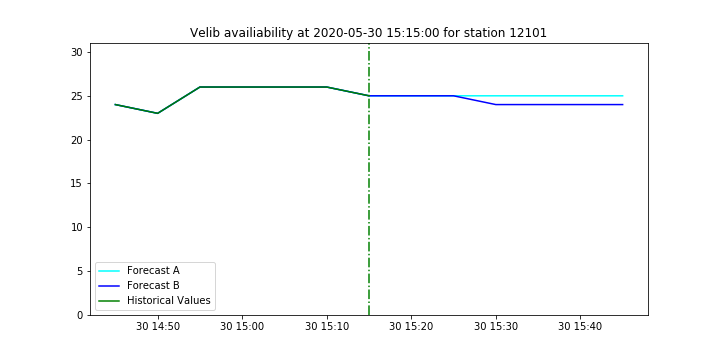 Velib availiability at 2020-05-30 15:15:00 for station 12101
30
25
20
15
10
5
0
Forecast A
Forecast B
Historical Values
30 14:50 30 15:00 30 15:10 30 15:20 30 15:30 30 15:40